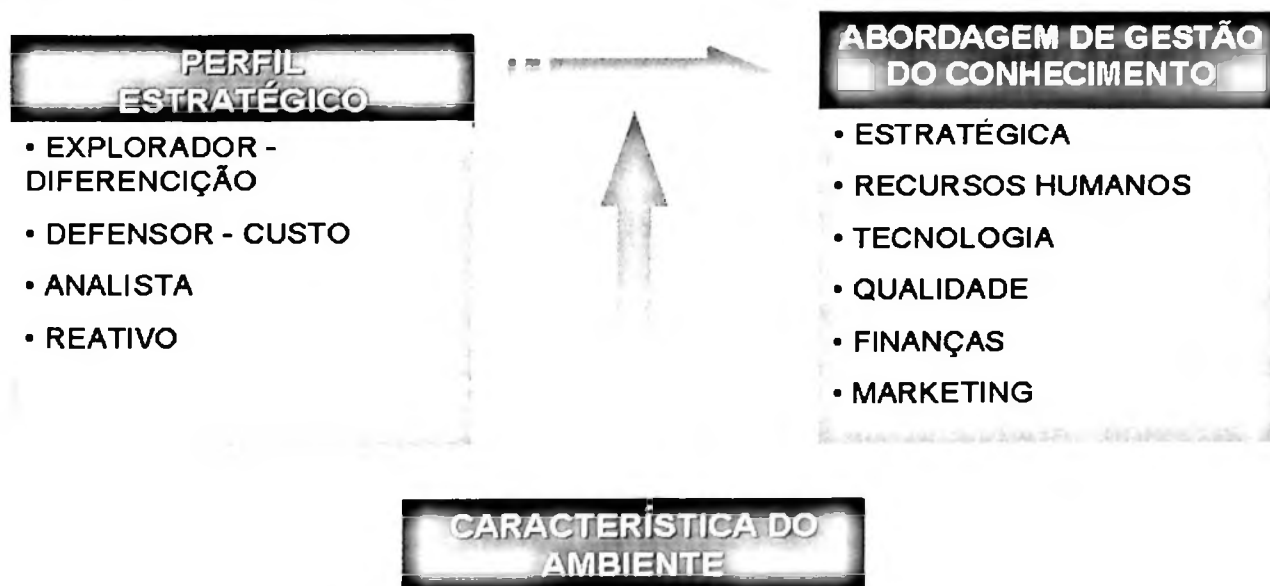 PERFIL
ESTRATÉGICO
• EXPLORADOR -
DIFERENCIÇÃO
• DEFENSOR - CUSTO
• ANALISTA
• REATIVO
ABORDAGEM DE GESTÃO
DO CONHECIMENTO
• ESTRATÉGICA
• RECURSOS HUMANOS
• TECNOLOGIA
• QUALIDADE
• FINANÇAS
• MARKETING
CARACTERÍSTICA DO
AMBIENTE